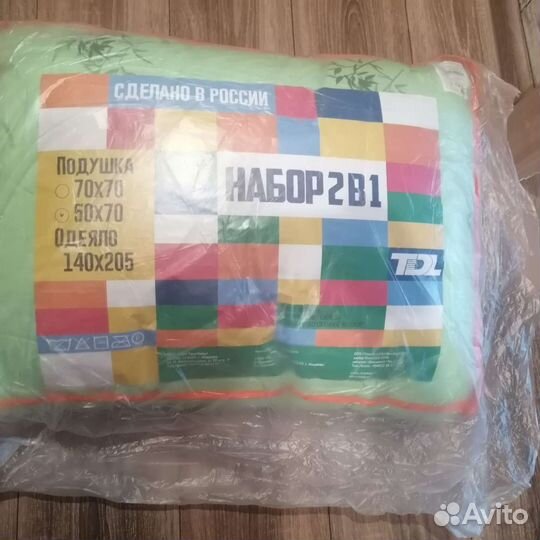 СДЕЛАНО В РОССИИ
ПОДУШКА
70х70
50х70
ОДЕЯЛО
140х205
НАБОР 2 В 1
TDL
Avito